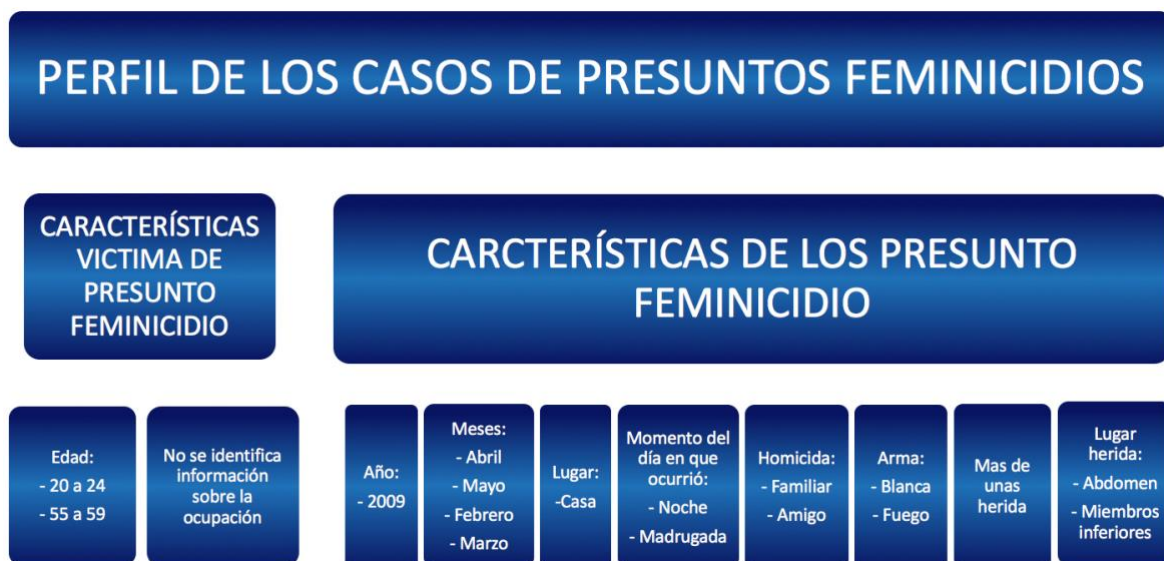 PERFIL DE LOS CASOS DE PRESUNTOS FEMINICIDIOS
CARACTERÍSTICAS
VICTIMA DE
PRESUNTO
FEMINICIDIO
CARCTERÍSTICAS DE LOS PRESUNTO
FEMINICIDIO
Edad:
- 20 a 24
- 55 a 59
No se identifica
información
sobre la
ocupación
Año:
- 2009
Meses:
- Abril
- Mayo
- Febrero
- Marzo
Lugar:
-Casa
Momento del
día en que
ocurrió:
- Noche
- Madrugada
Homicida:
- Familiar
- Amigo
Arma:
- Blanca
- Fuego
Mas de
unas
herida
Lugar
herida:
- Abdomen
- Miembros
inferiores